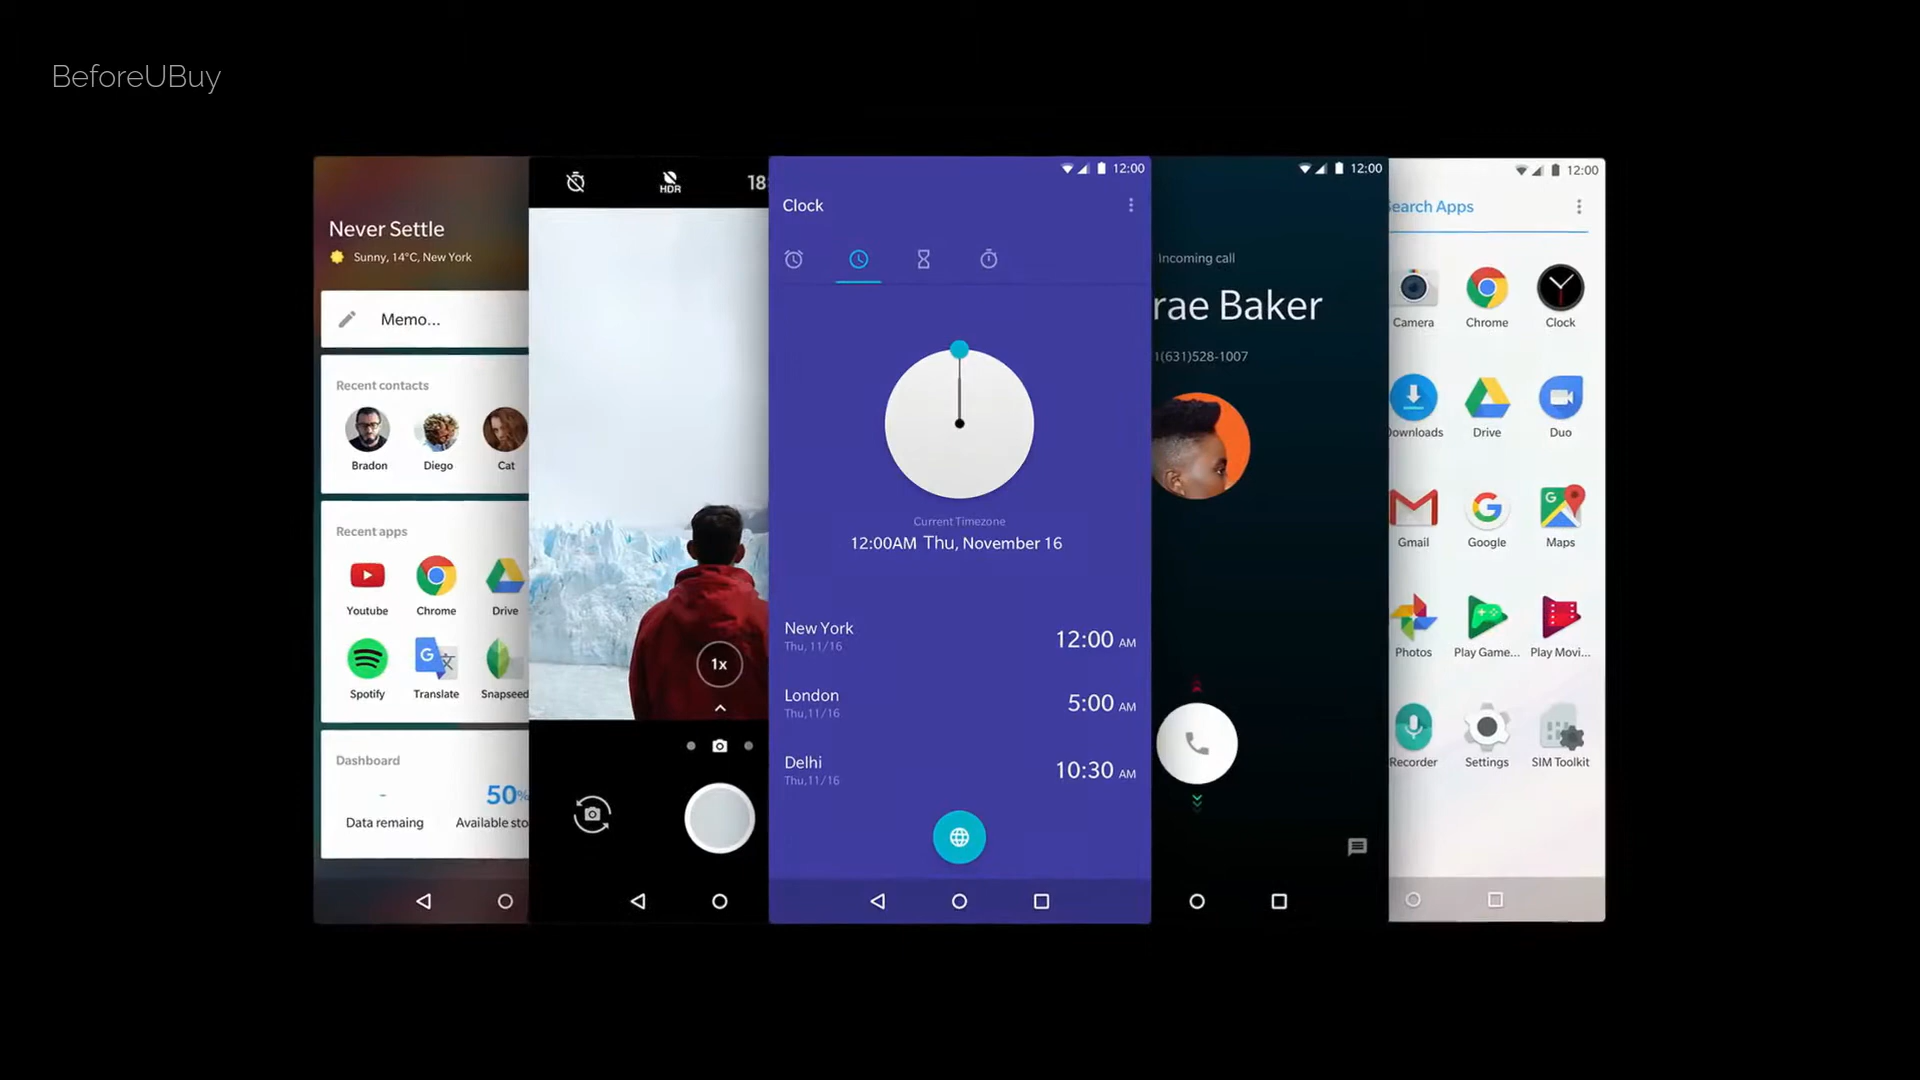 BeforeUBuy
Never Settle
Sunny, 14°C, New York
Memo...
Recent contacts
Bradon Diego Cat
Recent apps
Youtube Chrome Drive
Spotify Translate Snapseed
Dashboard
- 50%
Data remaing Available sto
HDR 18:
1x
12:00
Clock
Current Timezone
12:00AM Thu, November 16
New York 12:00 AM
Thu, 11/16
London 5:00 AM
Thu,11/16
Delhi 10:30 AM
Thu,11/16
12:00
Incoming call
rae Baker
1(631)528-1007
12:00
Search Apps
Camera Chrome Clock
Downloads Drive Duo
Gmail Google Maps
Photos Play Game... Play Movi...
Recorder Settings SIM Toolkit